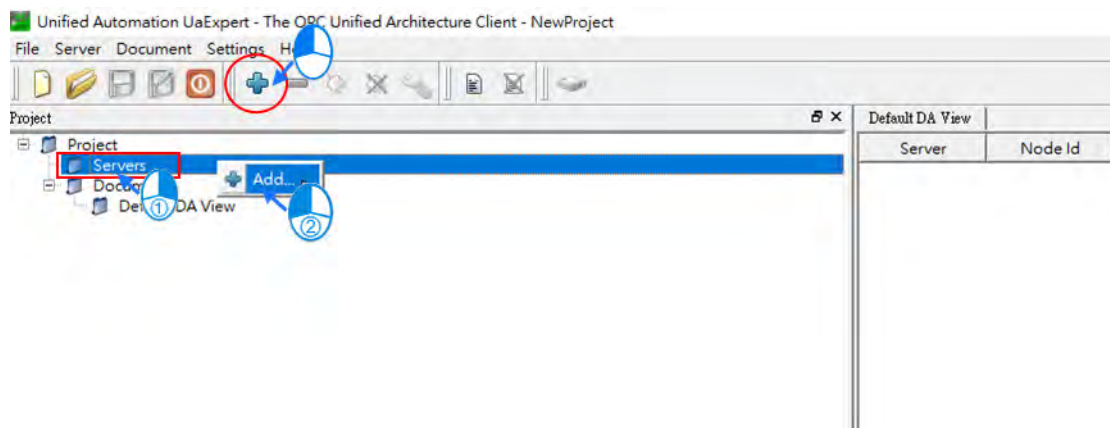 Unified Automation UaExpert - The OPC Unified Architecture Client - NewProject
File Server Document Settings
Project
Default DA View
Server Node Id
Project
Servers
Add...
①
DA View
②